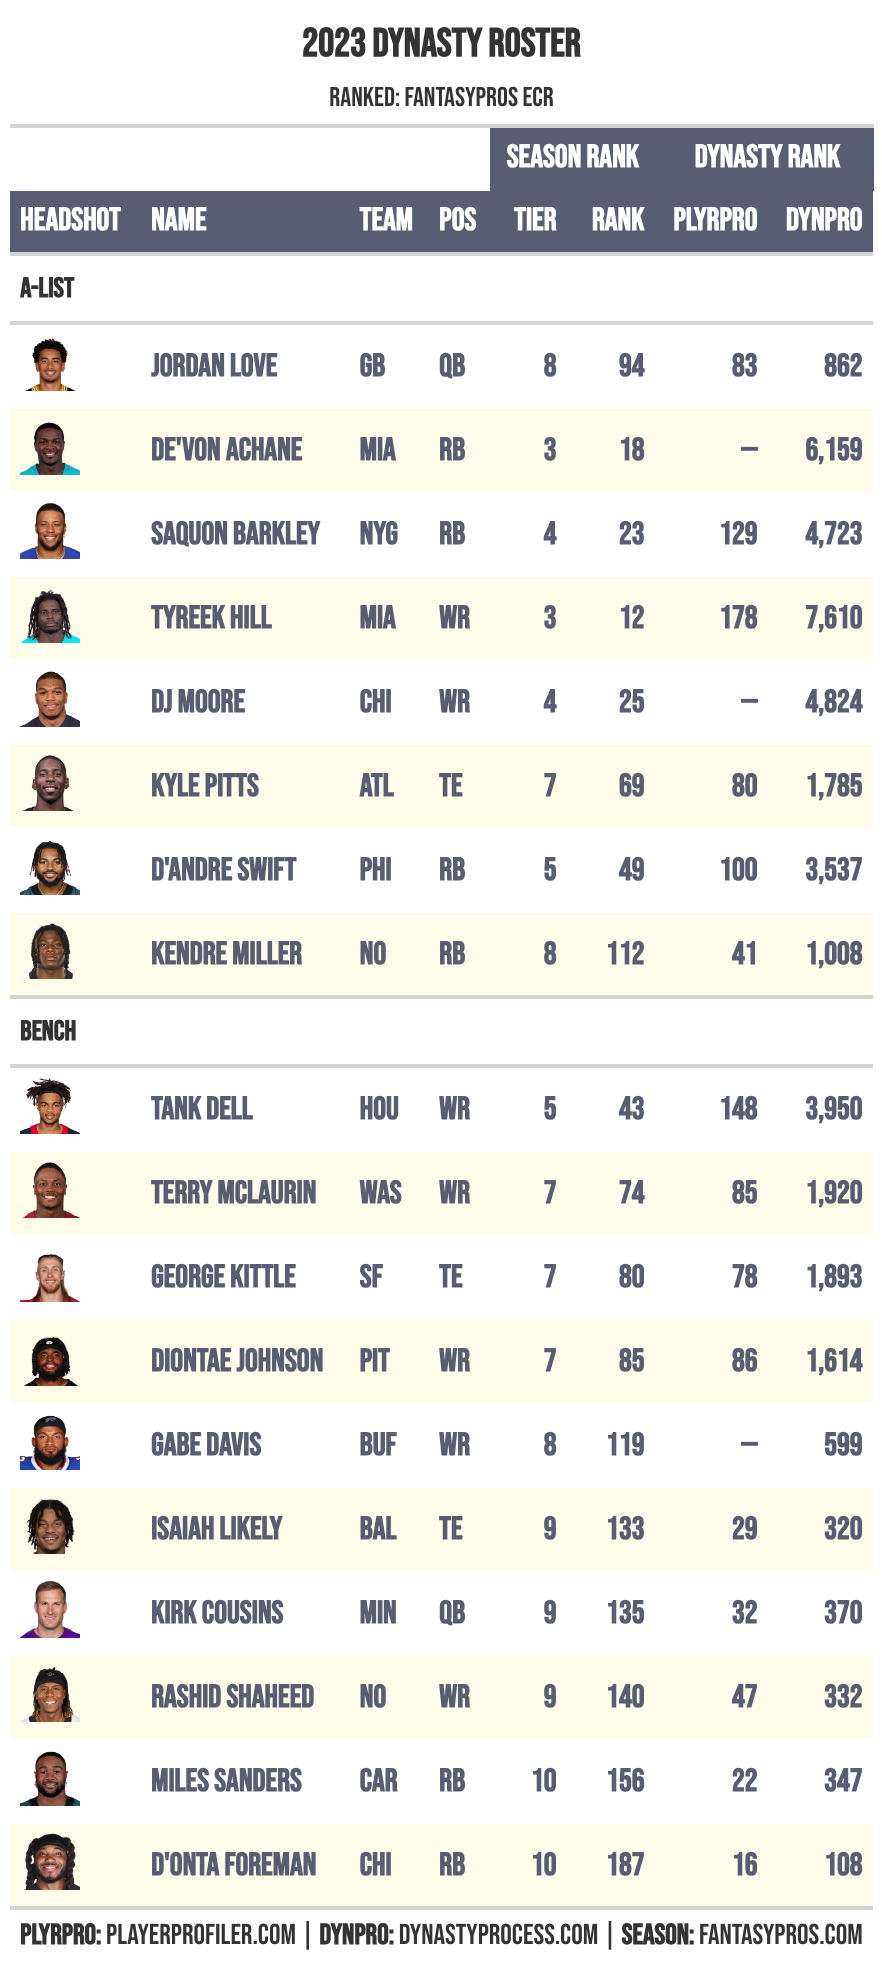 2023 DYNASTY ROSTER
RANKED: FANTASYPROS ECR
SEASON RANK DYNASTY RANK
HEADSHOT NAME TEAM POS TIER RANK PLYRPRO DYNPRO
A-LIST
JORDAN LOVE GB QB 8 94 83 862
DE'VON ACHANE MIA RB 3 18 — 6,159
SAQUON BARKLEY NYG RB 4 23 129 4,723
TYREEK HILL MIA WR 3 12 178 7,610
DJ MOORE CHI WR 4 25 — 4,824
KYLE PITTS ATL TE 7 69 80 1,785
D'ANDRE SWIFT PHI RB 5 49 100 3,537
KENDRE MILLER NO RB 8 112 41 1,008
BENCH
TANK DELL HOU WR 5 43 148 3,950
TERRY MCLAURIN WAS WR 7 74 85 1,920
GEORGE KITTLE SF TE 7 80 78 1,893
DIONTAE JOHNSON PIT WR 7 85 86 1,614
GABE DAVIS BUF WR 8 119 — 599
ISAIAH LIKELY BAL TE 9 133 29 320
KIRK COUSINS MIN QB 9 135 32 370
RASHID SHAHEED NO WR 9 140 47 332
MILES SANDERS CAR RB 10 156 22 347
D'ONTA FOREMAN CHI RB 10 187 16 108
PLYRPRO: PLAYERPROFILER.COM | DYNPRO: DYNASTYPROCESS.COM | SEASON: FANTASYPROS.COM